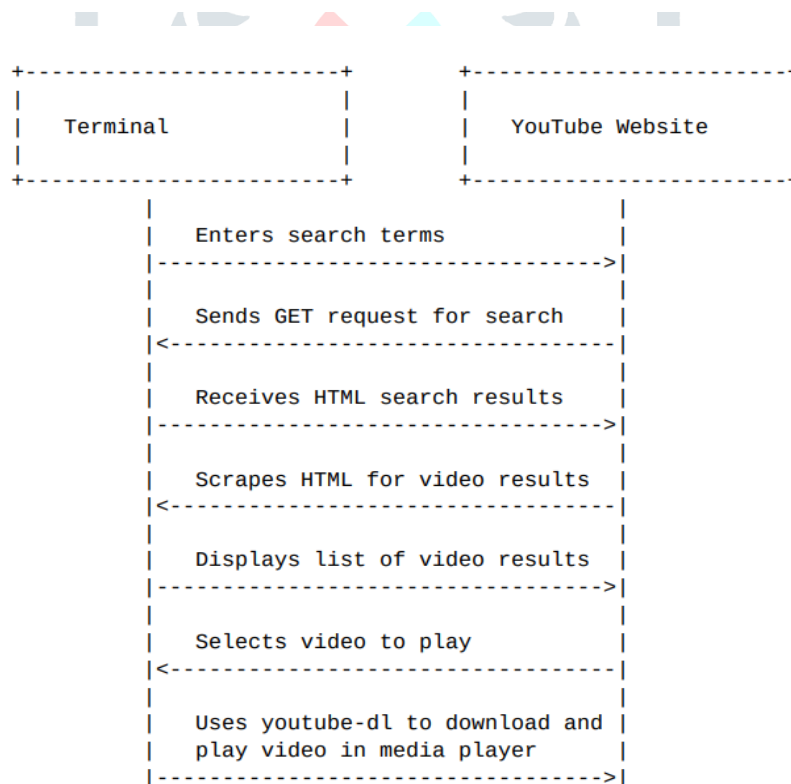 Terminal
YouTube Website
Enters search terms
Sends GET request for search
Receives HTML search results
Scrapes HTML for video results
Displays list of video results
Selects video to play
Uses youtube-dl to download and
play video in media player